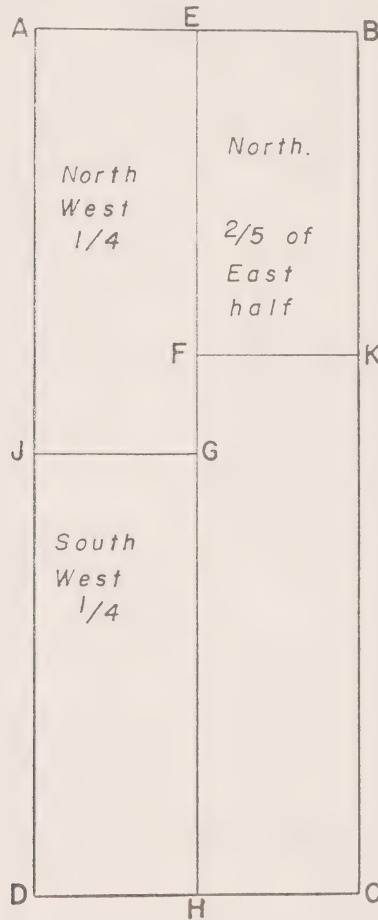 A E B
North.
North
West
1/4
2/5 of
East
half
F K
J G
South
West
1/4
D H C